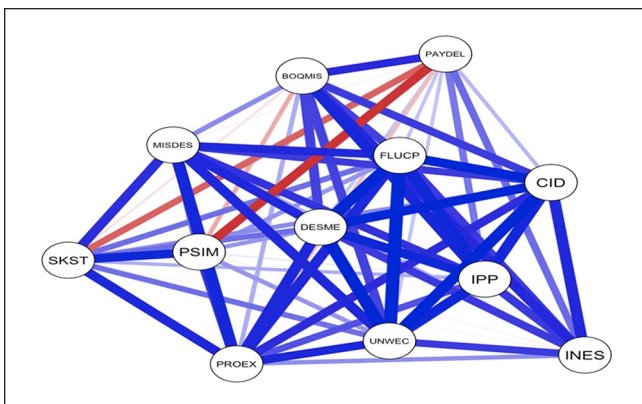 PAYDEL
BOQMIS
MISDES
FLUCP
CID
DESME
SKST
PSIM
IPP
UNWEC
INES
PROEX